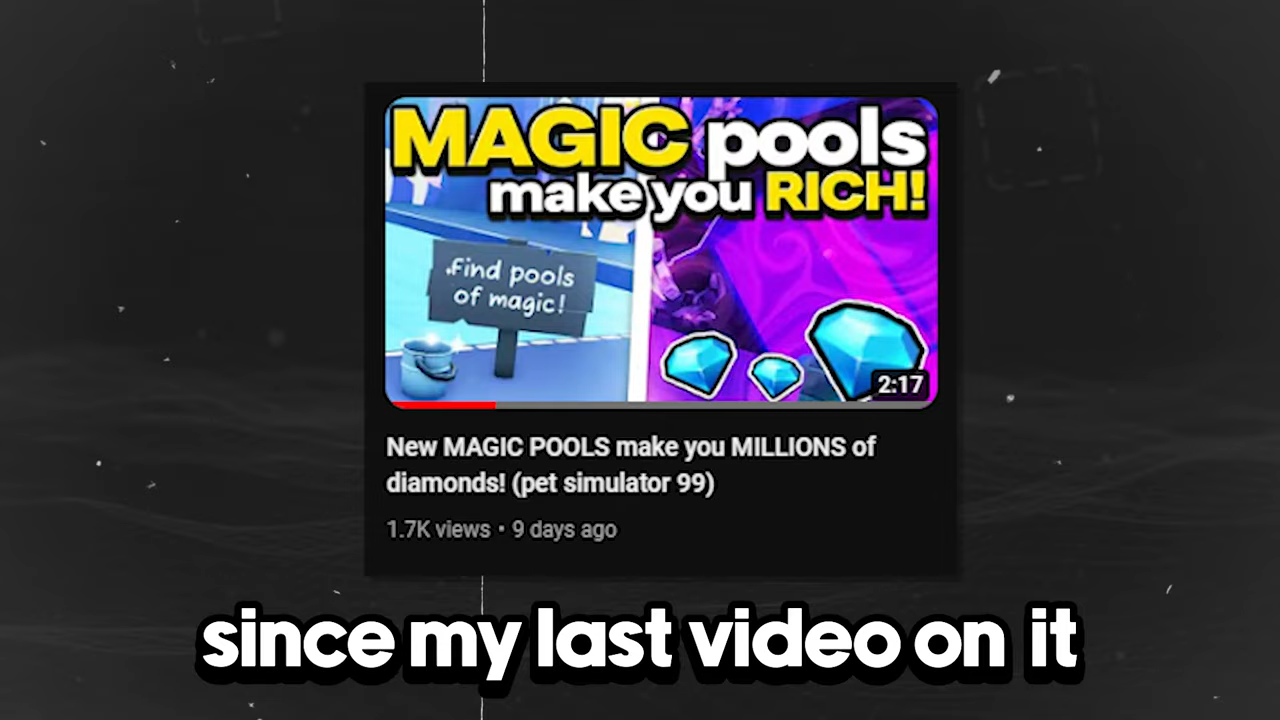 MAGIC pools
make you RICH!
find pools
of magic!
2:17
New MAGIC POOLS make you MILLIONS of
diamonds! (pet simulator 99)
1.7K views • 9 days ago
since my last video on it